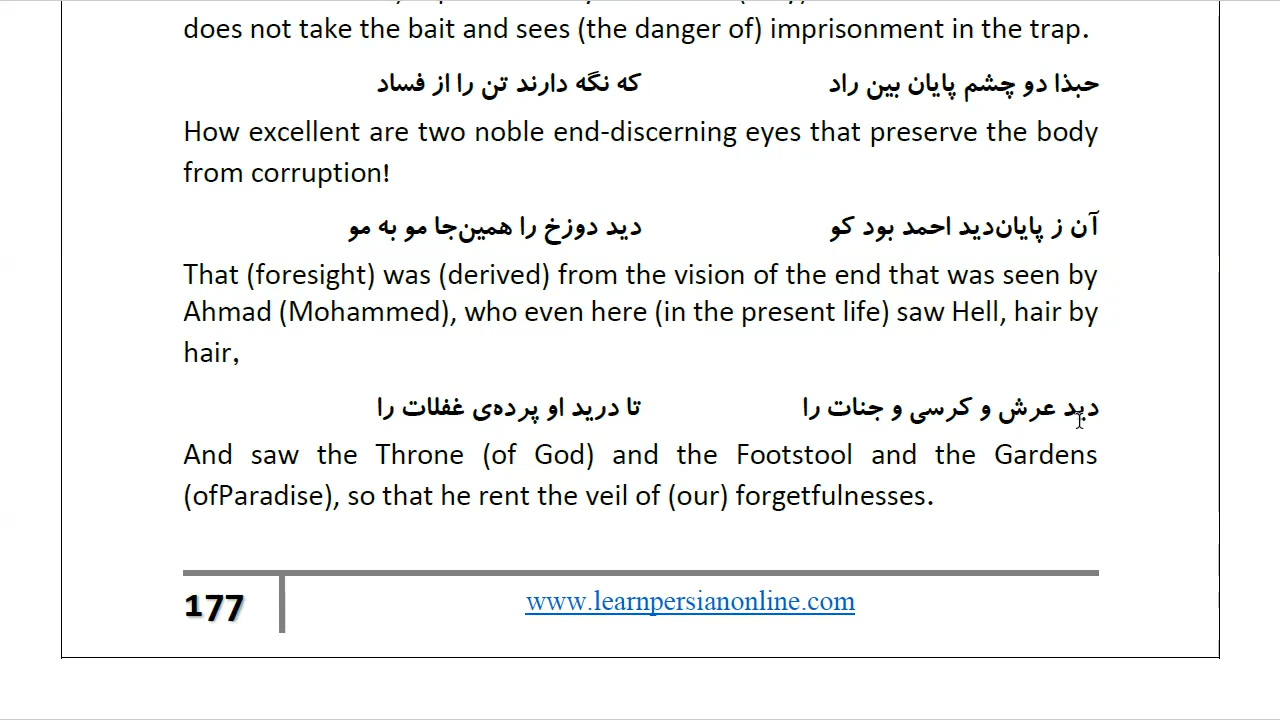 does not take the bait and sees (the danger of) imprisonment in the trap.
حبذا دو چشم پایان بین راد که نگه دارند تن را از فساد
How excellent are two noble end-discerning eyes that preserve the body
from corruption!
آن ز پایان‌دید احمد بود کو دید دوزخ را همین‌جا مو به مو
That (foresight) was (derived) from the vision of the end that was seen by
Ahmad (Mohammed), who even here (in the present life) saw Hell, hair by
hair,
دید عرش و کرسی و جنات را تا درید او پرده‌ی غفلات را
And saw the Throne (of God) and the Footstool and the Gardens
(ofParadise), so that he rent the veil of (our) forgetfulnesses.
177 www.learnpersianonline.com